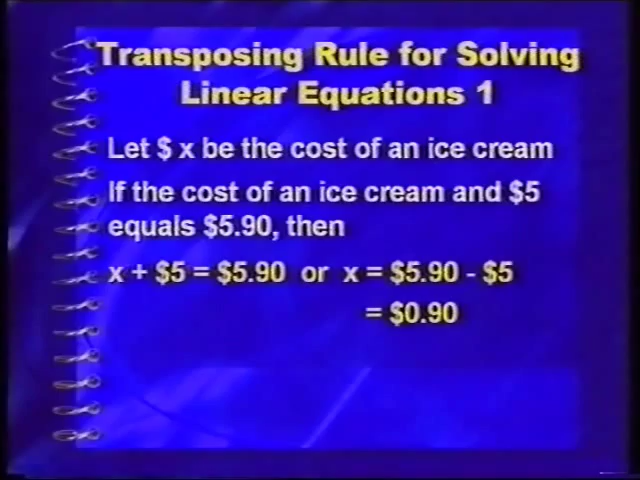 Transposing Rule for Solving
Linear Equations 1
Let $ x be the cost of an ice cream
If the cost of an ice cream and $5
equals $5.90, then
x + $5 = $5.90 or x = $5.90 - $5
= $0.90